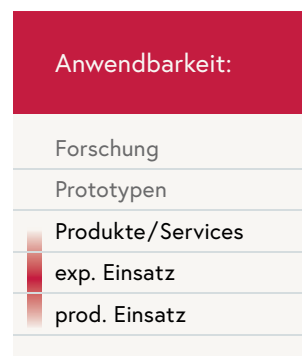 Anwendbarkeit:
Forschung
Prototypen
Produkte/Services
exp. Einsatz
prod. Einsatz